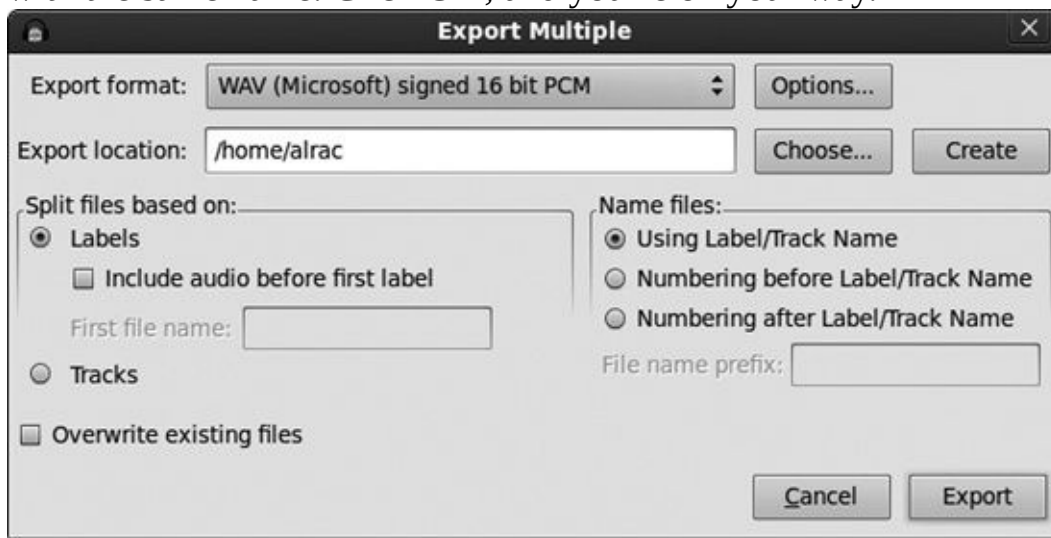 Export Multiple
Export format: WAV (Microsoft) signed 16 bit PCM Options...
Export location: /home/alrac Choose... Create
Split files based on: Name files:
Labels Using Label/Track Name
Include audio before first label Numbering before Label/Track Name
First file name: Numbering after Label/Track Name
Tracks File name prefix:
Overwrite existing files
Cancel Export